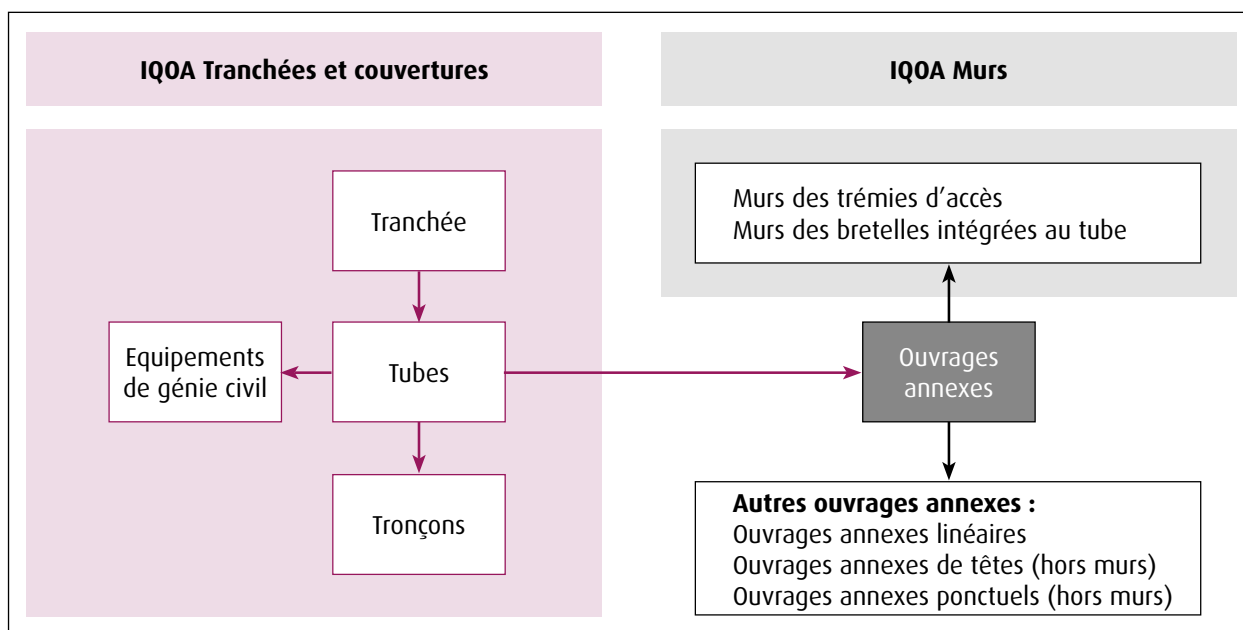 IQOA Tranchées et couvertures
IQOA Murs
Tranchée
Murs des trémies d’accès
Murs des bretelles intégrées au tube
Equipements
de génie civil
Tubes
Ouvrages
annexes
Tronçons
Autres ouvrages annexes :
Ouvrages annexes linéaires
Ouvrages annexes de têtes (hors murs)
Ouvrages annexes ponctuels (hors murs)